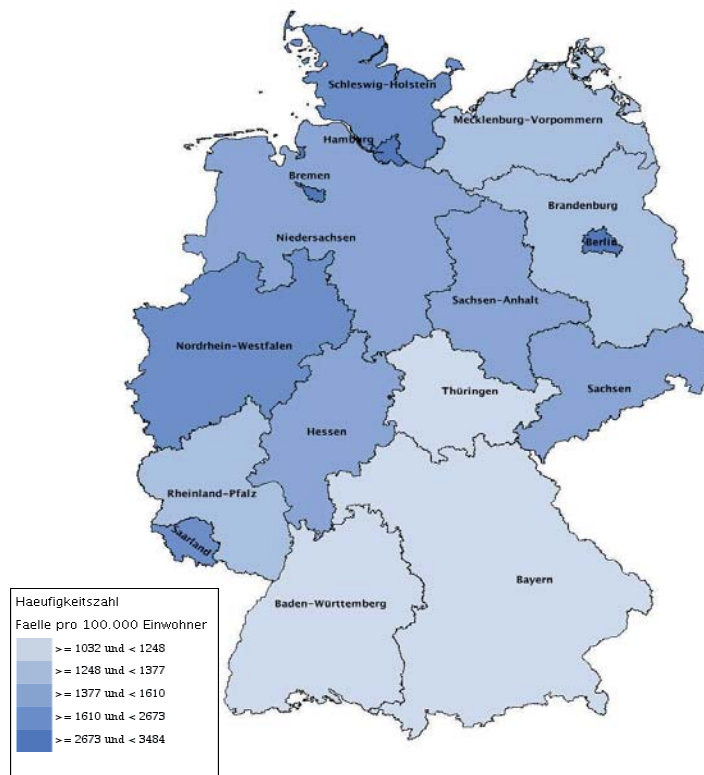 Schleswig-Holstein
Mecklenburg-Vorpommern
Hamburg
Bremen
Brandenburg
Niedersachsen
Berlin
Sachsen-Anhalt
Nordrhein-Westfalen
Thüringen
Sachsen
Hessen
Rheinland-Pfalz
Saarland
Bayern
Baden-Württemberg
Haeufigkeitszahl
Faelle pro 100.000 Einwohner
>= 1032 und < 1248
>= 1248 und < 1377
>= 1377 und < 1610
>= 1610 und < 2673
>= 2673 und < 3484